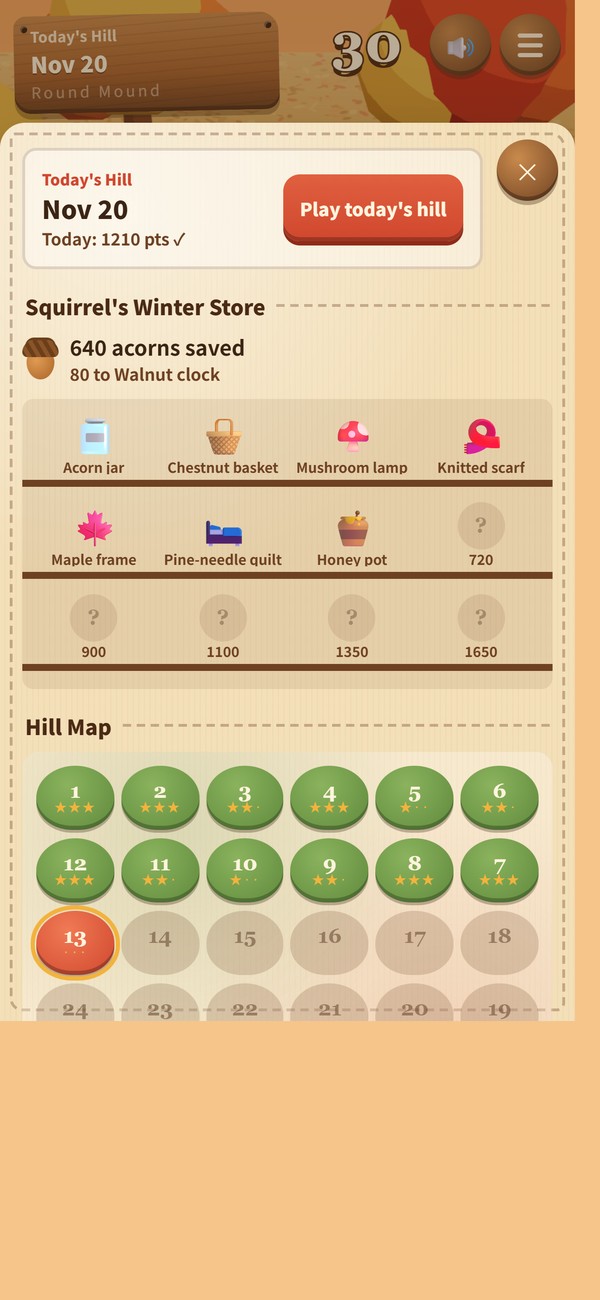 Today's Hill
Nov 20
Round Mound
30
Today's Hill
Nov 20
Today: 1210 pts ✓
Play today's hill
Squirrel's Winter Store
640 acorns saved
80 to Walnut clock
Acorn jar Chestnut basket Mushroom lamp Knitted scarf
?
Maple frame Pine-needle quilt Honey pot 720
? ? ? ?
900 1100 1350 1650
Hill Map
1 2 3 4 5 6
12 11 10 9 8 7
13 14 15 16 17 18
24 23 22 21 20 19